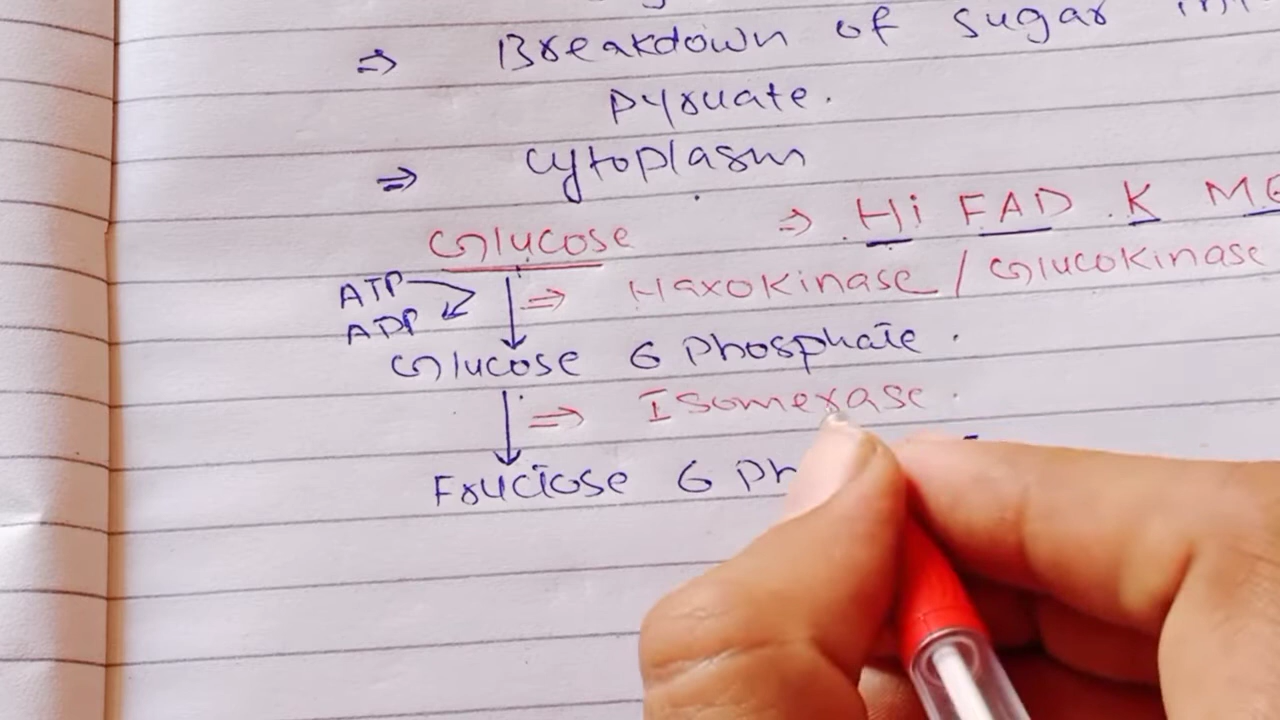 ⇒ Breakdown of sugar
pyruate.
⇒ Cytoplasm
Glucose ⇒ Hi FAD K
ATP ⇒ Haxokinase / Glucokinase
ADP
Glucose 6 Phosphate.
⇒ Isomerase.
Fructose 6